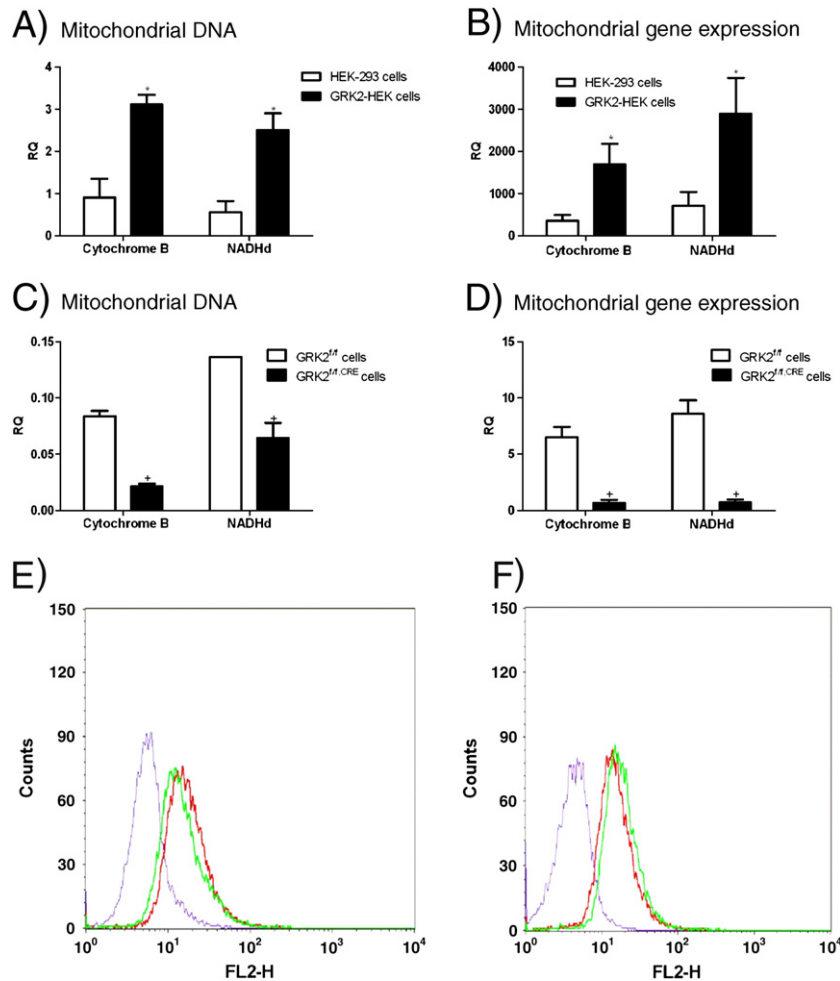 A) Mitochondrial DNA
4
3
2
1
0
RQ
HEK-293 cells
GRK2-HEK cells
*
*
Cytochrome B
NADHd
B) Mitochondrial gene expression
4000
3000
2000
1000
0
RQ
HEK-293 cells
GRK2-HEK cells
*
*
Cytochrome B
NADHd
C) Mitochondrial DNA
0.15
0.10
0.05
0.00
RQ
GRK2f/f cells
GRK2f/f,CRE cells
+
+
Cytochrome B
NADHd
D) Mitochondrial gene expression
15
10
5
0
RQ
GRK2f/f cells
GRK2f/f,CRE cells
+
+
Cytochrome B
NADHd
E)
150
120
90
60
30
0
Counts
10^0 10^1 10^2 10^3 10^4
FL2-H
F)
150
120
90
60
30
0
Counts
10^0 10^1 10^2 10^3 10^4
FL2-H